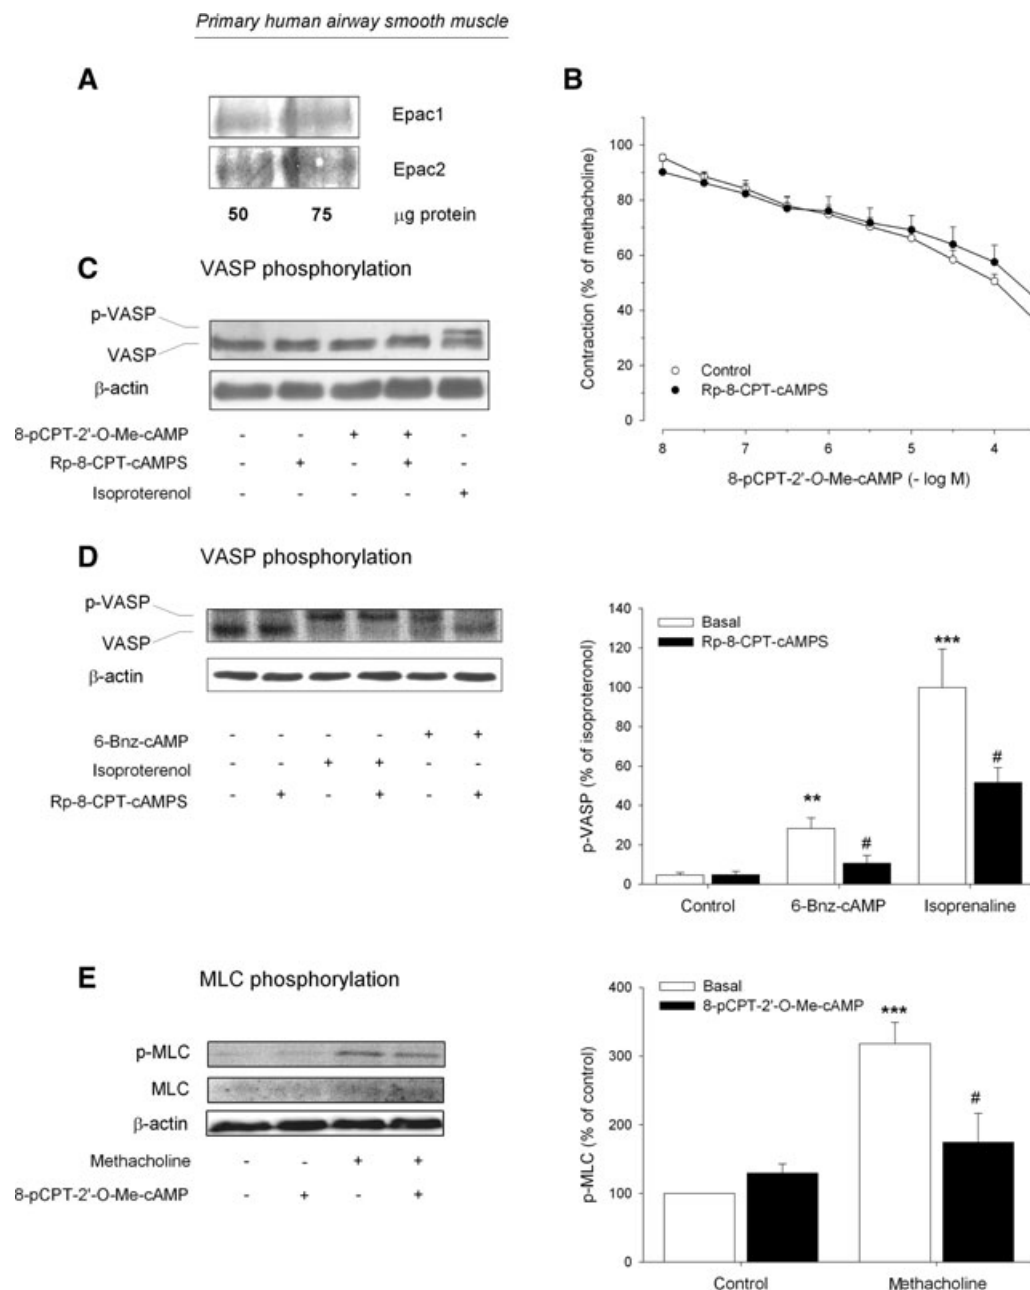 Primary human airway smooth muscle
A
Epac1
Epac2
50 75 µg protein
B
Contraction (% of methacholine)
100
80
60
40
20
0
Control
Rp-8-CPT-cAMPS
8 7 6 5 4
8-pCPT-2'-O-Me-cAMP (- log M)
C VASP phosphorylation
p-VASP
VASP
β-actin
8-pCPT-2'-O-Me-cAMP - - + + -
Rp-8-CPT-cAMPS - + - + -
Isoproterenol - - - - +
D VASP phosphorylation
p-VASP
VASP
β-actin
6-Bnz-cAMP - - - - + +
Isoproterenol - - + + - -
Rp-8-CPT-cAMPS - + - + - +
p-VASP (% of isoproteronol)
140
120
100
80
60
40
20
0
Basal
Rp-8-CPT-cAMPS
** # *** #
Control 6-Bnz-cAMP Isoprenaline
E MLC phosphorylation
p-MLC
MLC
β-actin
Methacholine - - + +
8-pCPT-2'-O-Me-cAMP - + - +
p-MLC (% of control)
400
300
200
100
0
Basal
8-pCPT-2'-O-Me-cAMP
*** #
Control Methacholine